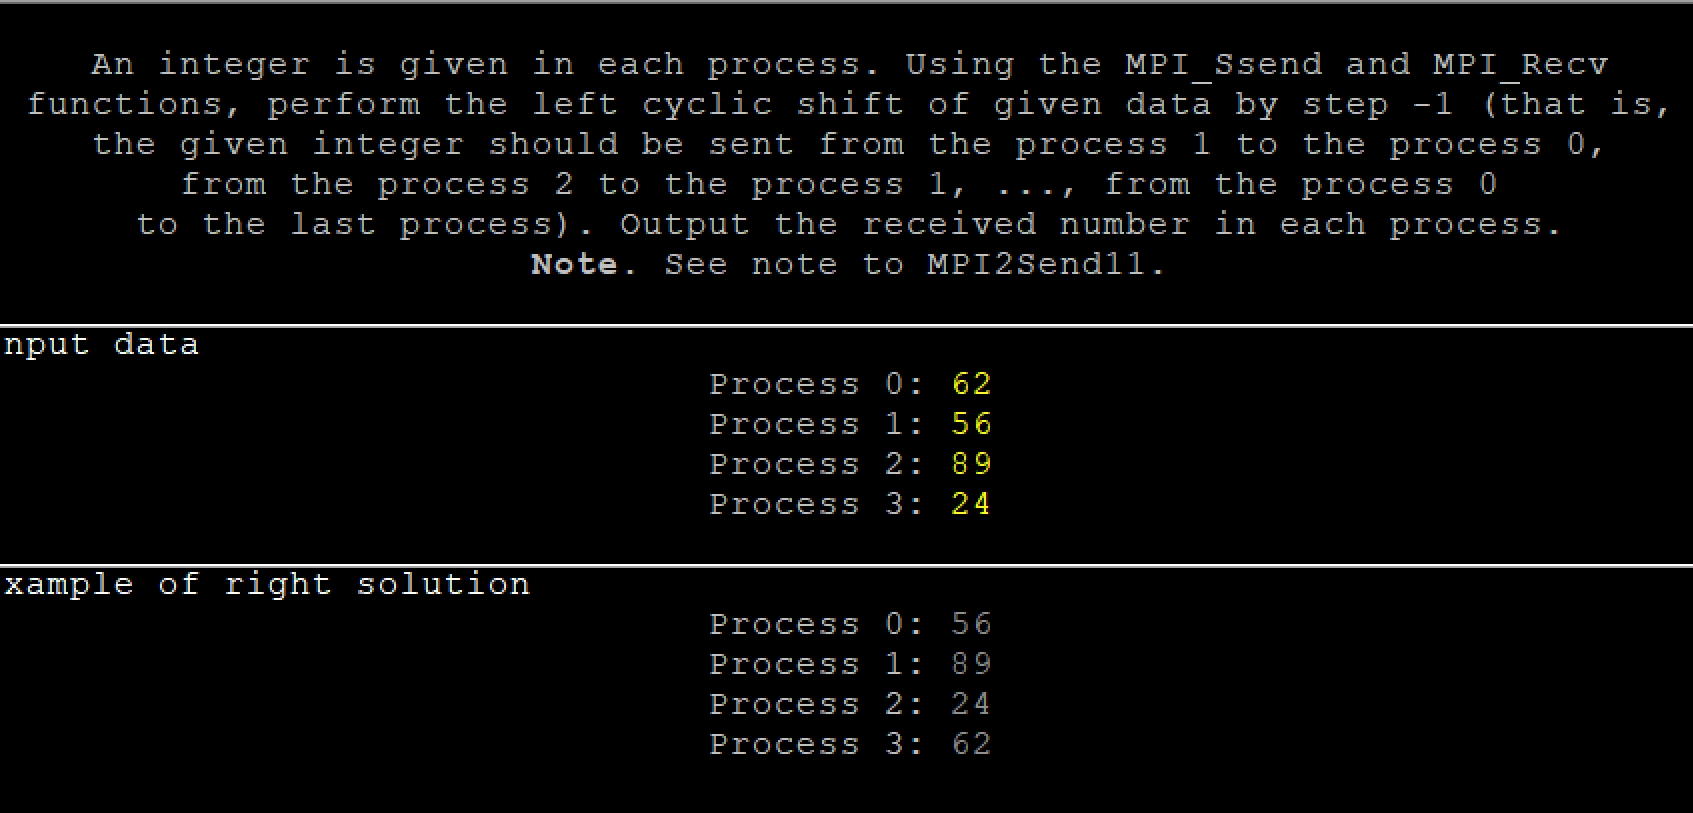 An integer is given in each process. Using the MPI_Ssend and MPI_Recv
functions, perform the left cyclic shift of given data by step -1 (that is,
the given integer should be sent from the process 1 to the process 0,
from the process 2 to the process 1, ..., from the process 0
to the last process). Output the received number in each process.
Note. See note to MPI2Send11.
nput data
Process 0: 62
Process 1: 56
Process 2: 89
Process 3: 24
xample of right solution
Process 0: 56
Process 1: 89
Process 2: 24
Process 3: 62